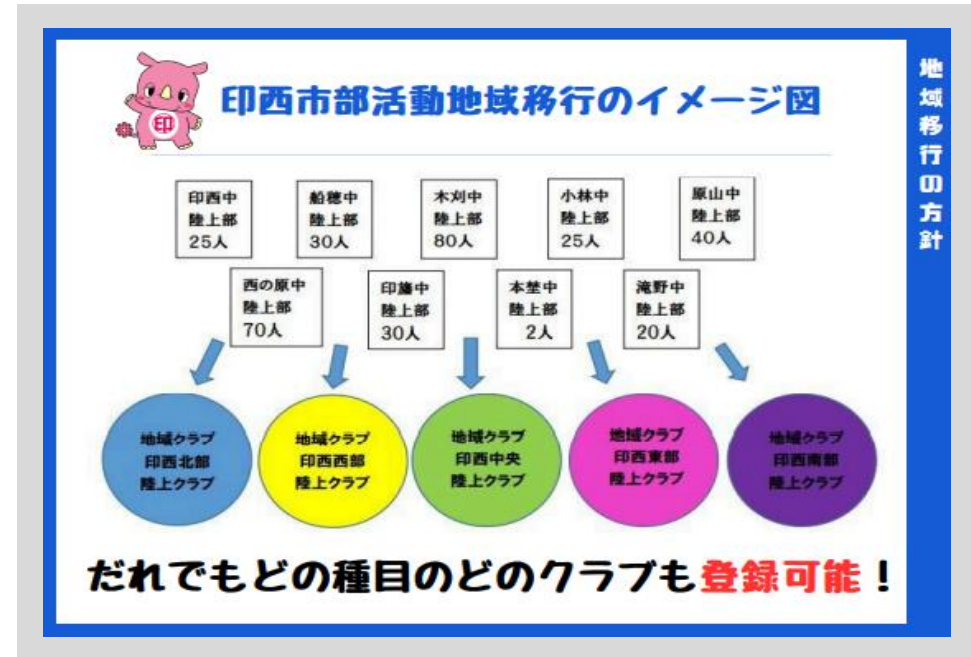 印西市部活動地域移行のイメージ図
印
地域移行の方針
印西中
陸上部
25人
船穂中
陸上部
30人
木刈中
陸上部
80人
小林中
陸上部
25人
原山中
陸上部
40人
西の原中
陸上部
70人
印旛中
陸上部
30人
本埜中
陸上部
2人
滝野中
陸上部
20人
地域クラブ
印西北部
陸上クラブ
地域クラブ
印西西部
陸上クラブ
地域クラブ
印西中央
陸上クラブ
地域クラブ
印西東部
陸上クラブ
地域クラブ
印西南部
陸上クラブ
だれでもどの種目のどのクラブも登録可能！